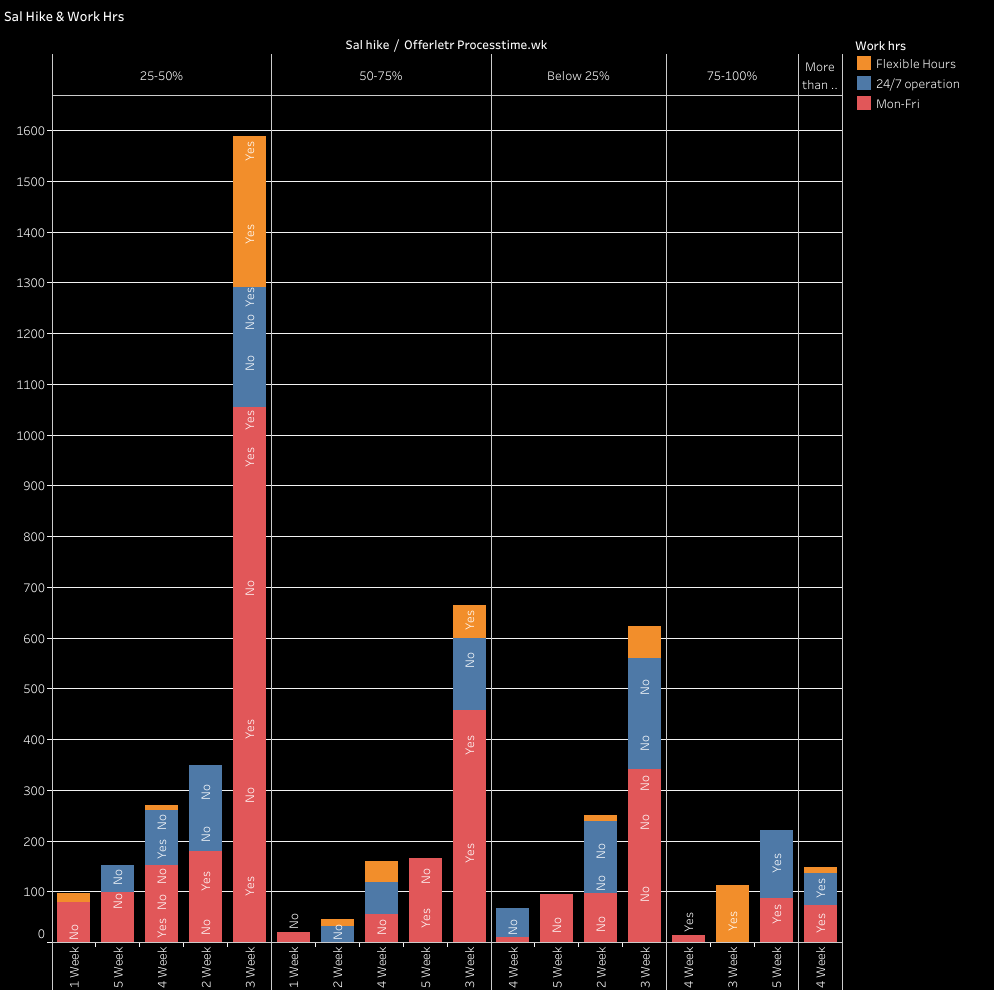 Sal Hike & Work Hrs
Sal hike / Offerletr Processtime.wk
25-50%
50-75%
Below 25%
75-100%
More
than ..
Work hrs
Flexible Hours
24/7 operation
Mon-Fri
1600
1500
1400
1300
1200
1100
1000
900
800
700
600
500
400
300
200
100
0
Yes
Yes
Yes
No
No
Yes
Yes
No
Yes
No
Yes
No
No
No
No
Yes
No
No
Yes
No
No
Yes
No
No
No
No
No
Yes
Yes
No
Yes
Yes
No
No
No
No
No
No
No
No
No
No
No
Yes
Yes
Yes
Yes
Yes
Yes
1 Week
5 Week
4 Week
2 Week
3 Week
1 Week
2 Week
4 Week
5 Week
3 Week
4 Week
5 Week
2 Week
3 Week
4 Week
3 Week
5 Week
4 Week